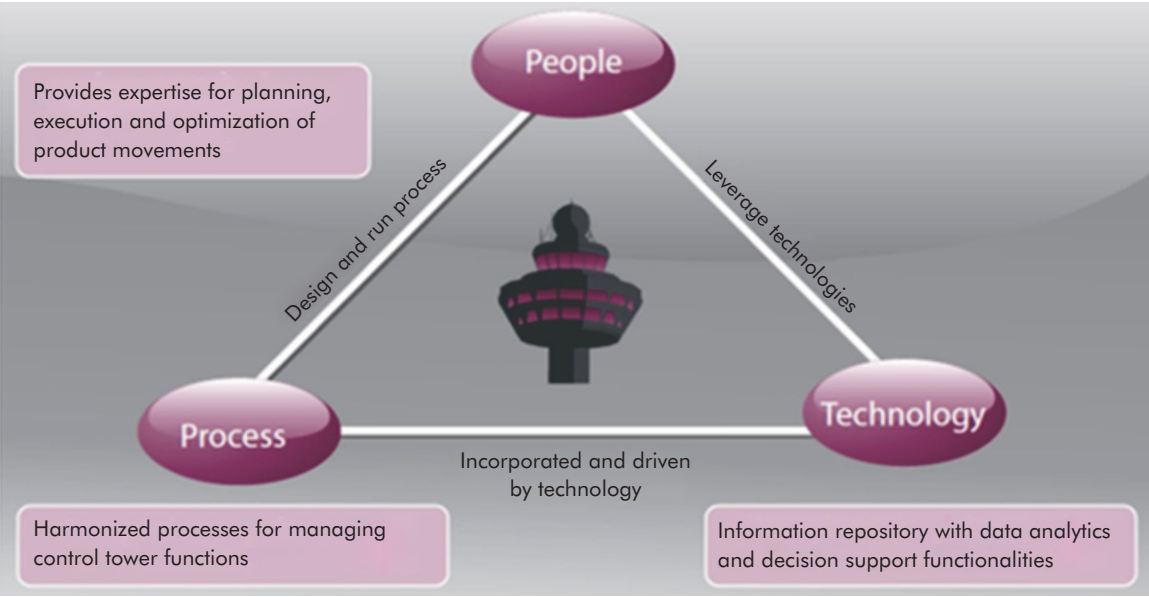 People
Provides expertise for planning,
execution and optimization of
product movements
Design and run process
Leverage technologies
Process
Technology
Incorporated and driven
by technology
Harmonized processes for managing
control tower functions
Information repository with data analytics
and decision support functionalities